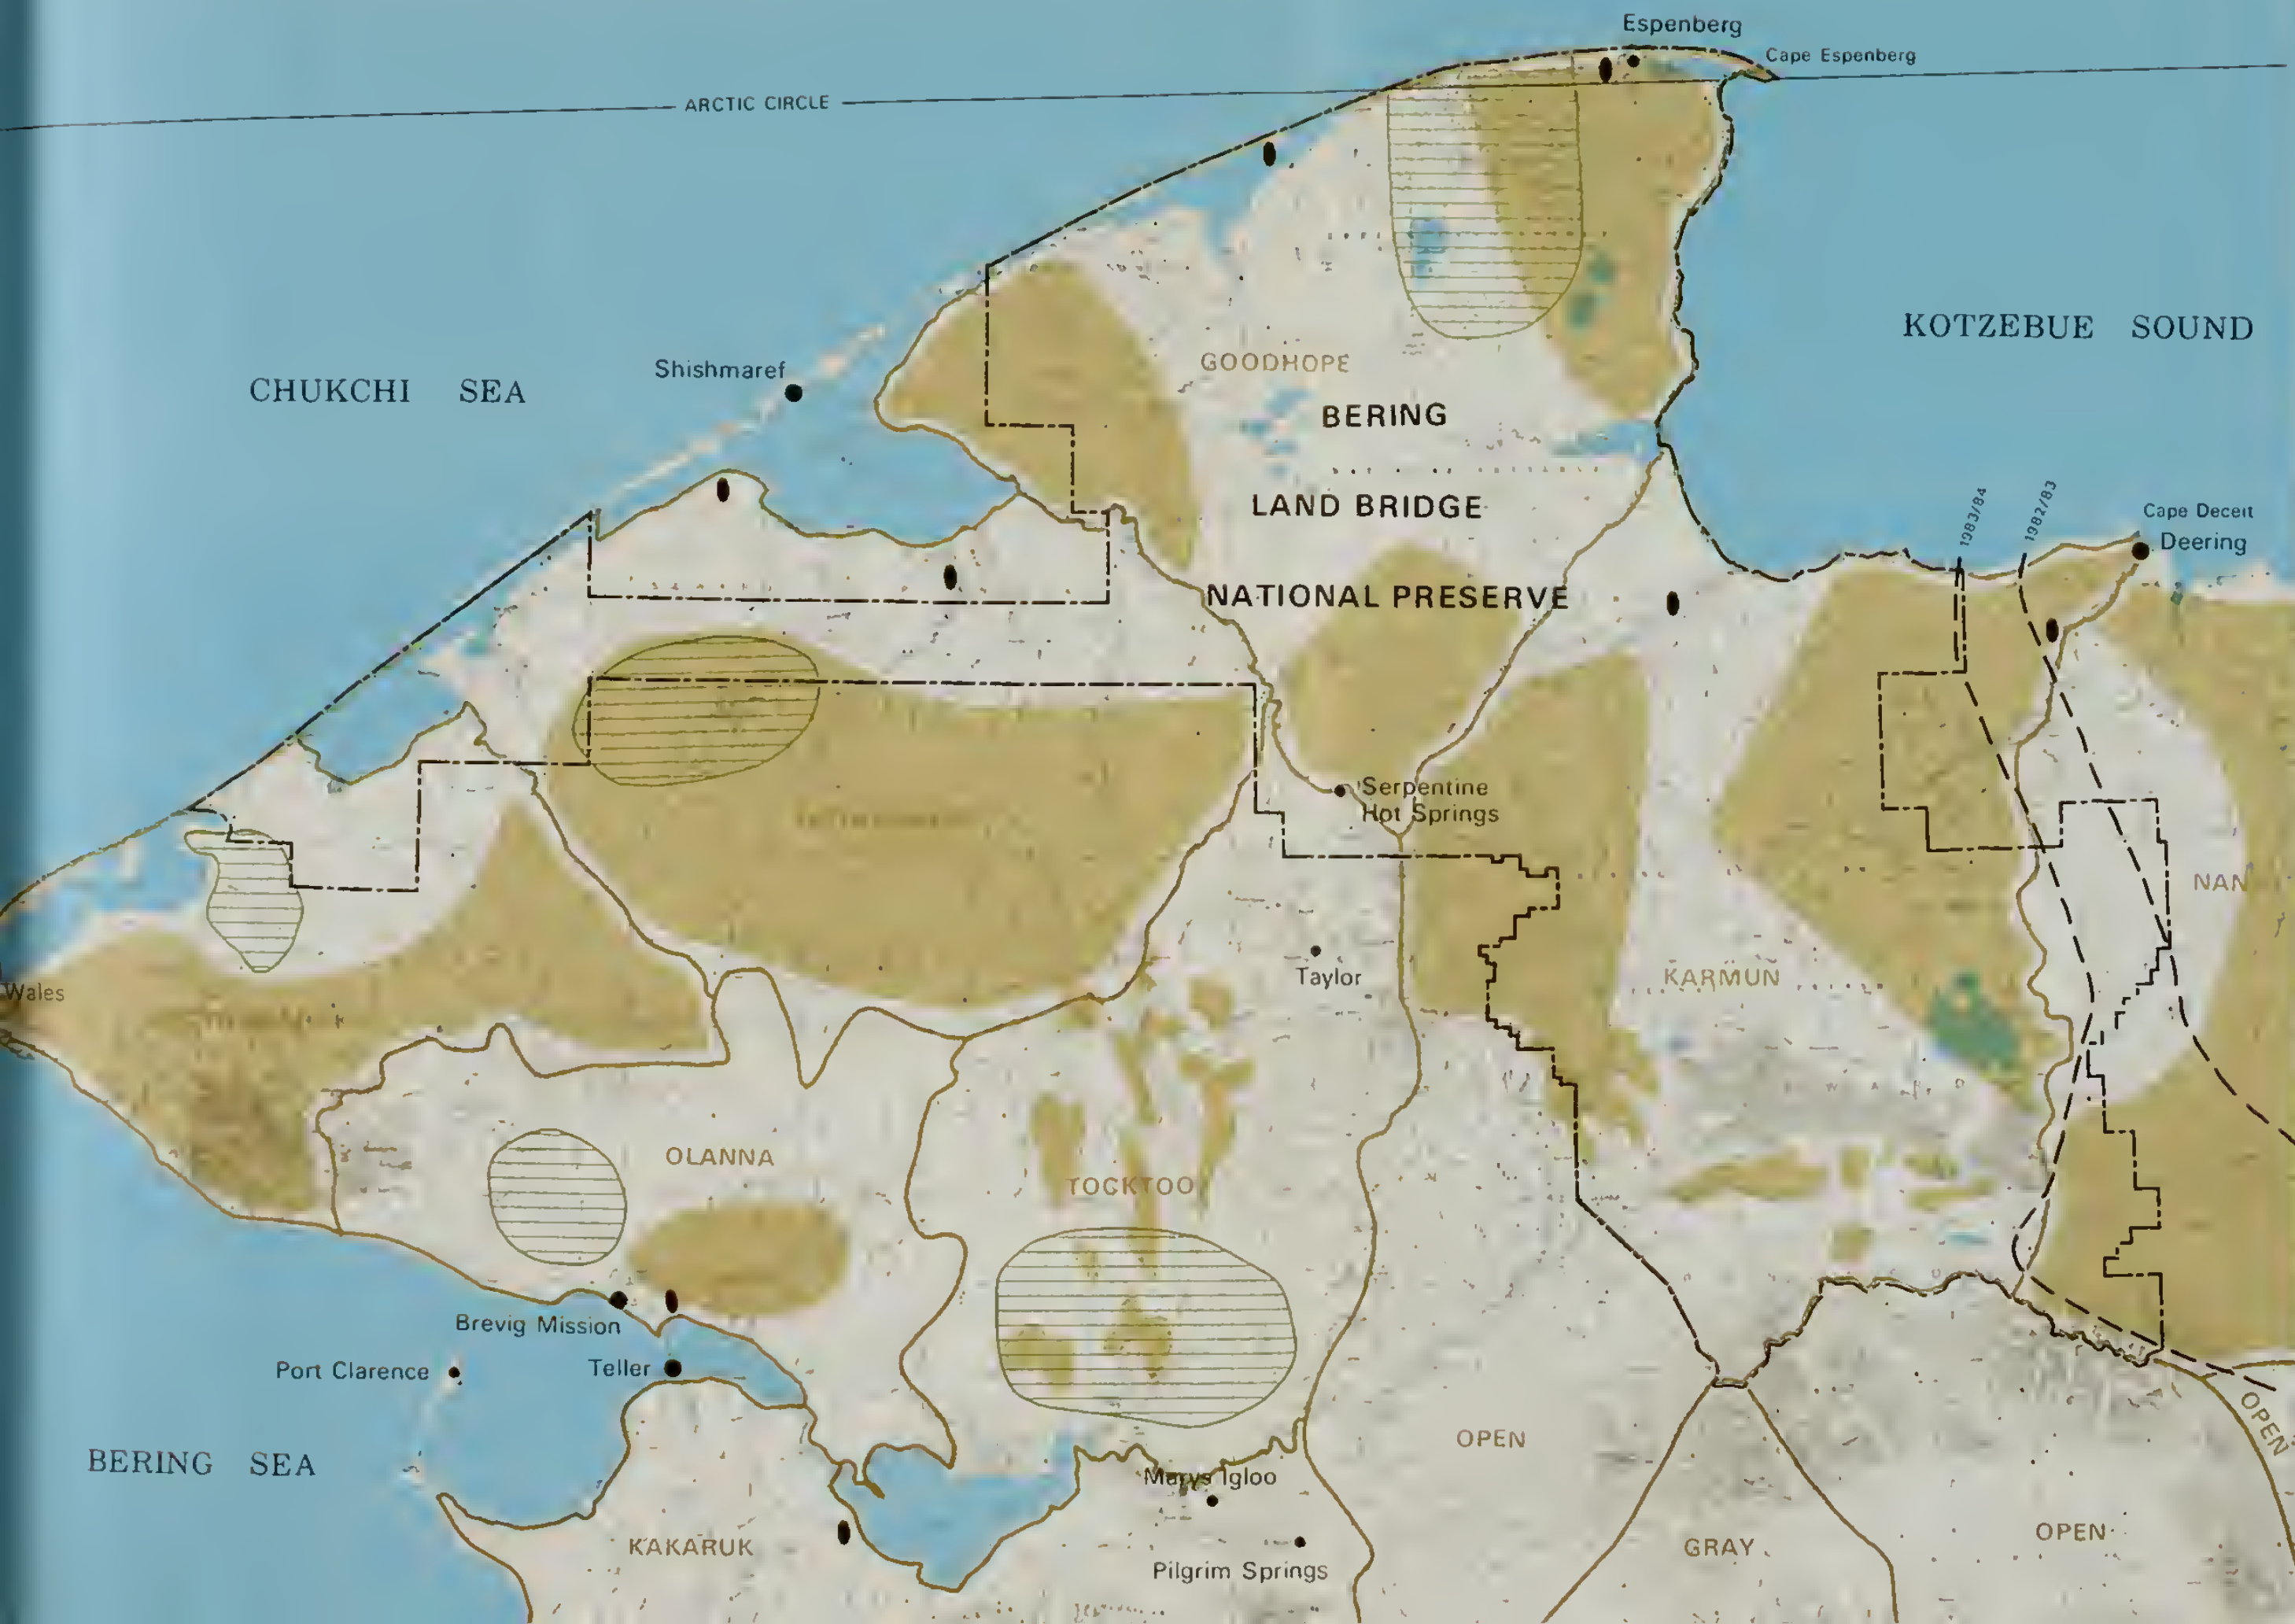 Espenberg
Cape Espenberg
ARCTIC CIRCLE
KOTZEBUE SOUND
GOODHOPE
Shishmaref
CHUKCHI SEA
BERING
LAND BRIDGE
NATIONAL PRESERVE
1983/84
1982/83
Cape Deceit
Deering
Serpentine
Hot Springs
NAN
Taylor
KARMUN
Wales
OLANNA
TOCKTOO
Brevig Mission
Port Clarence
Teller
BERING SEA
OPEN
OPEN
Marys Igloo
KAKARUK
GRAY
OPEN
Pilgrim Springs